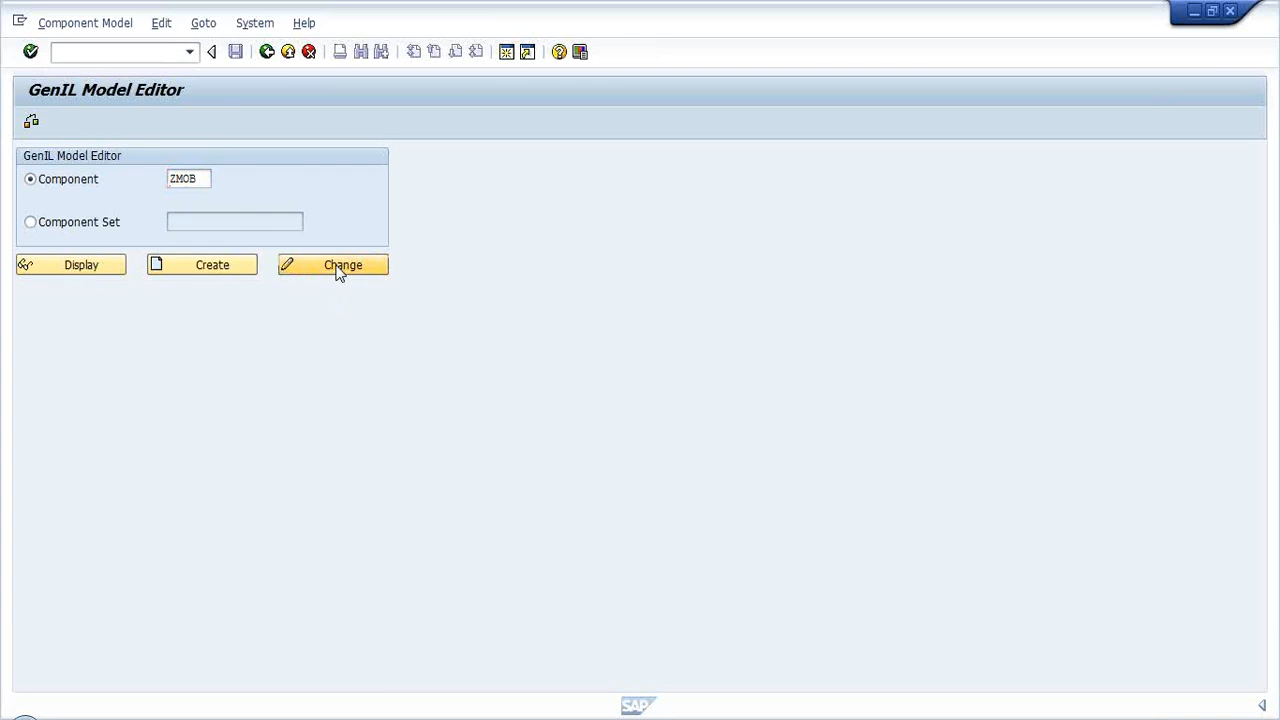 Component Model Edit Goto System Help
GenIL Model Editor
GenIL Model Editor
Component ZMOB
Component Set
Display Create Change
SAP